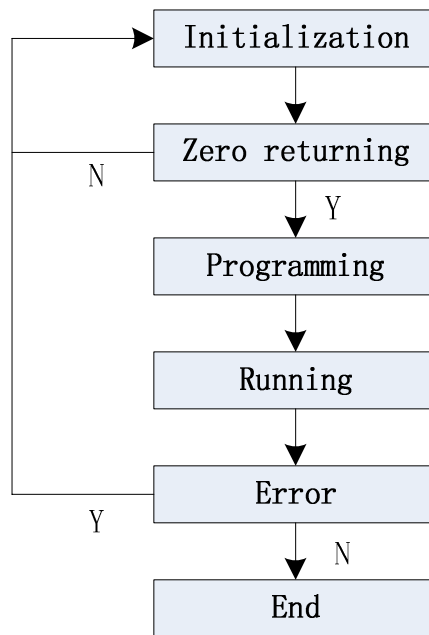 Initialization
Zero returning
N
Y
Programming
Running
Error
Y
N
End